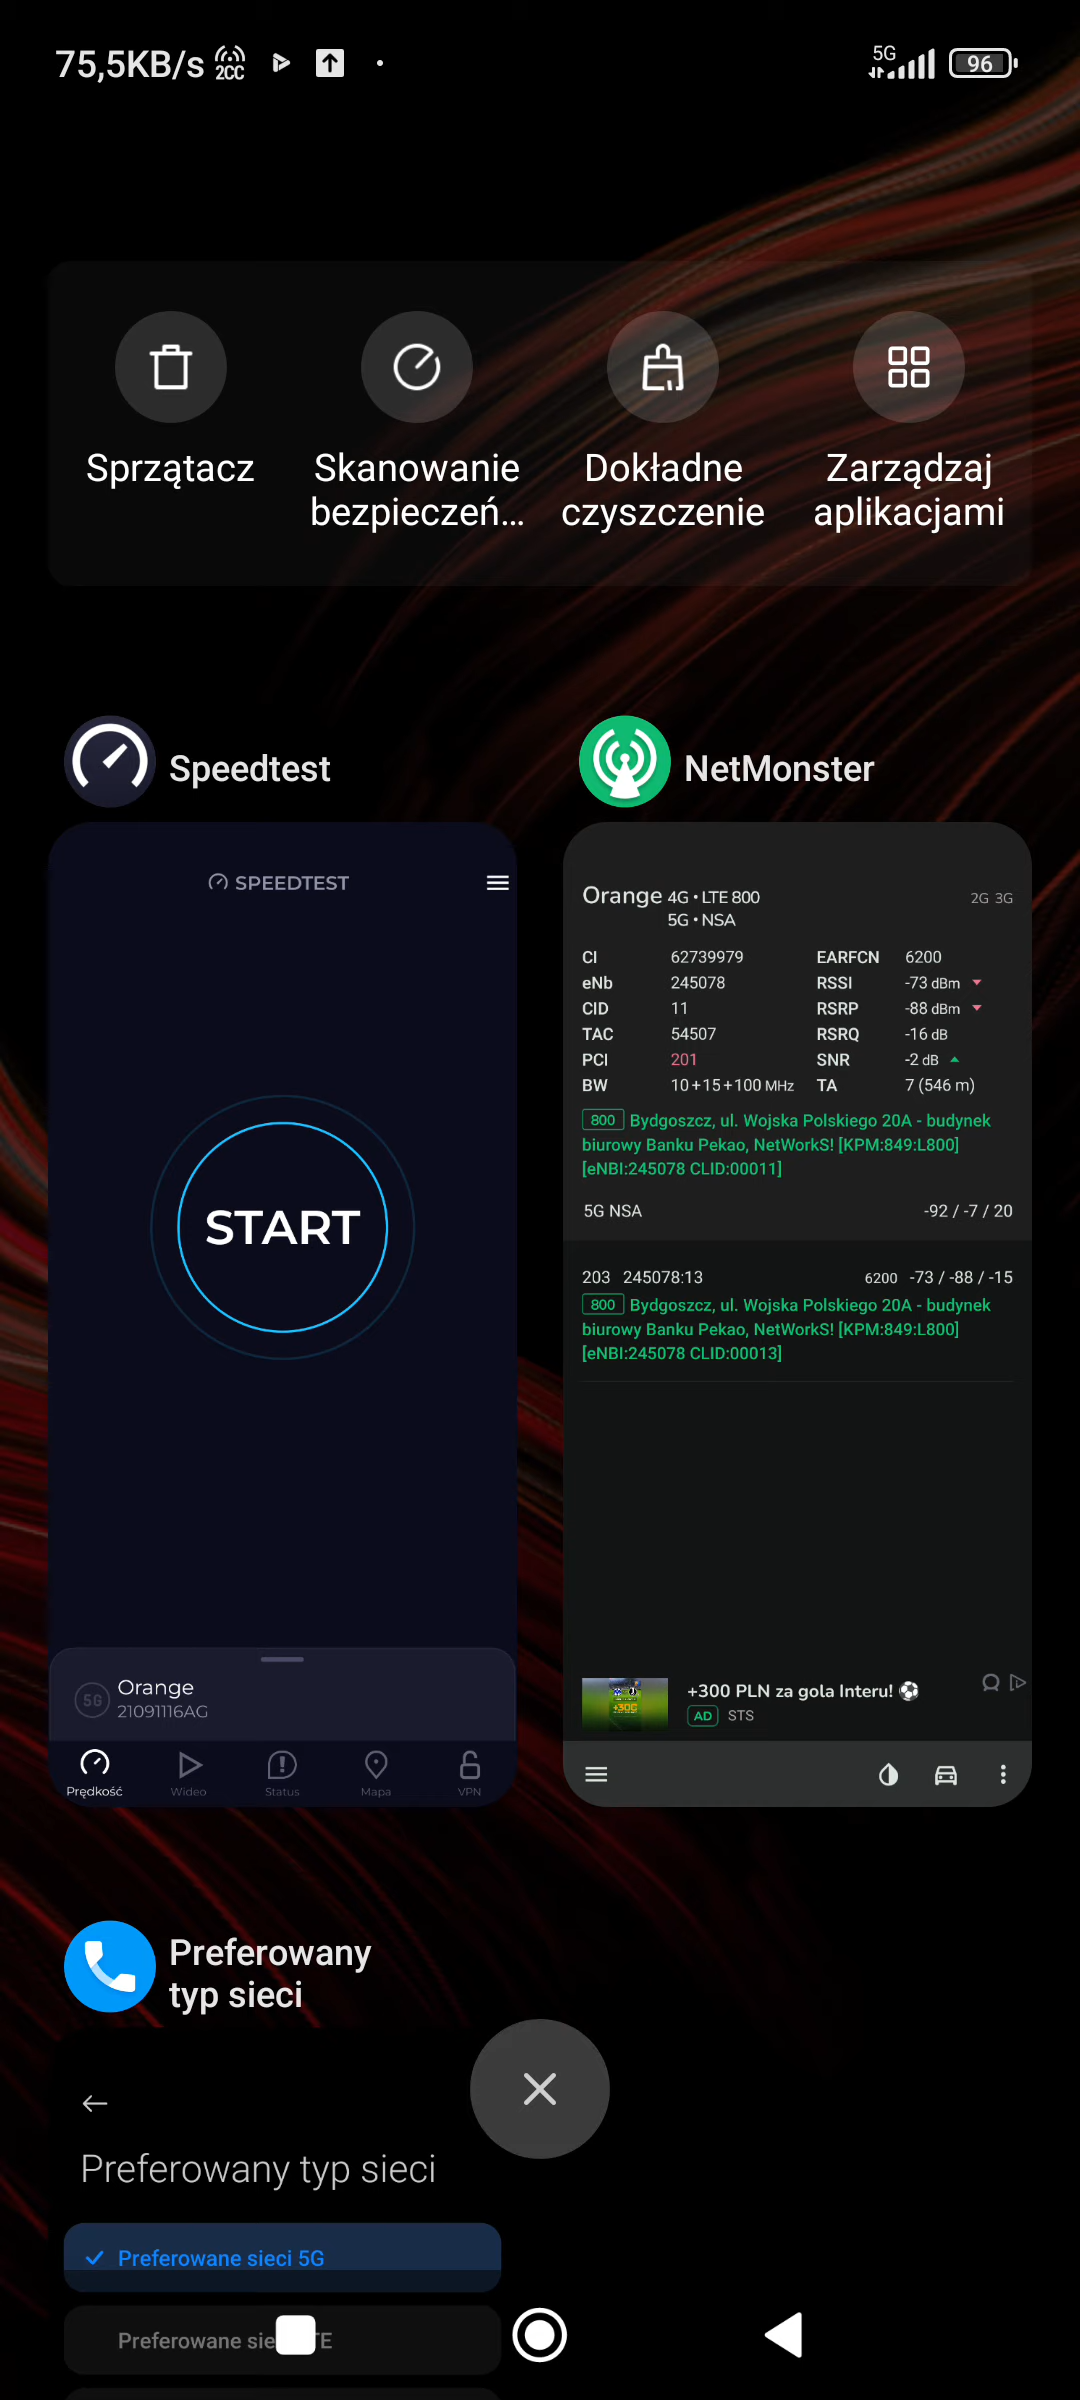 75,5KB/s 2CC 5G 96
Sprzątacz
Skanowanie
bezpieczeń…
Dokładne
czyszczenie
Zarządzaj
aplikacjami
Speedtest
SPEEDTEST
START
5G
Orange
21091116AG
Prędkość Wideo Status Mapa VPN
NetMonster
Orange 4G • LTE 800 2G 3G
5G • NSA
CI 62739979 EARFCN 6200
eNb 245078 RSSI -73 dBm
CID 11 RSRP -88 dBm
TAC 54507 RSRQ -16 dB
PCI 201 SNR -2 dB
BW 10+15+100 MHz TA 7 (546 m)
800 Bydgoszcz, ul. Wojska Polskiego 20A - budynek
biurowy Banku Pekao, NetWorkS! [KPM:849:L800]
[eNBI:245078 CLID:00011]
5G NSA -92 / -7 / 20
203 245078:13 6200 -73 / -88 / -15
800 Bydgoszcz, ul. Wojska Polskiego 20A - budynek
biurowy Banku Pekao, NetWorkS! [KPM:849:L800]
[eNBI:245078 CLID:00013]
+300 PLN za gola Interu! ⚽
AD STS
Preferowany
typ sieci
Preferowany typ sieci
Preferowane sieci 5G
Preferowane